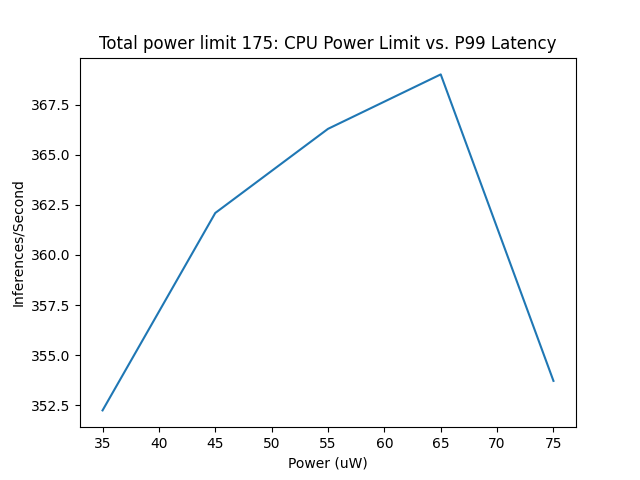 Total power limit 175: CPU Power Limit vs. P99 Latency
367.5
365.0
362.5
360.0
357.5
355.0
352.5
Inferences/Second
35 40 45 50 55 60 65 70 75
Power (uW)